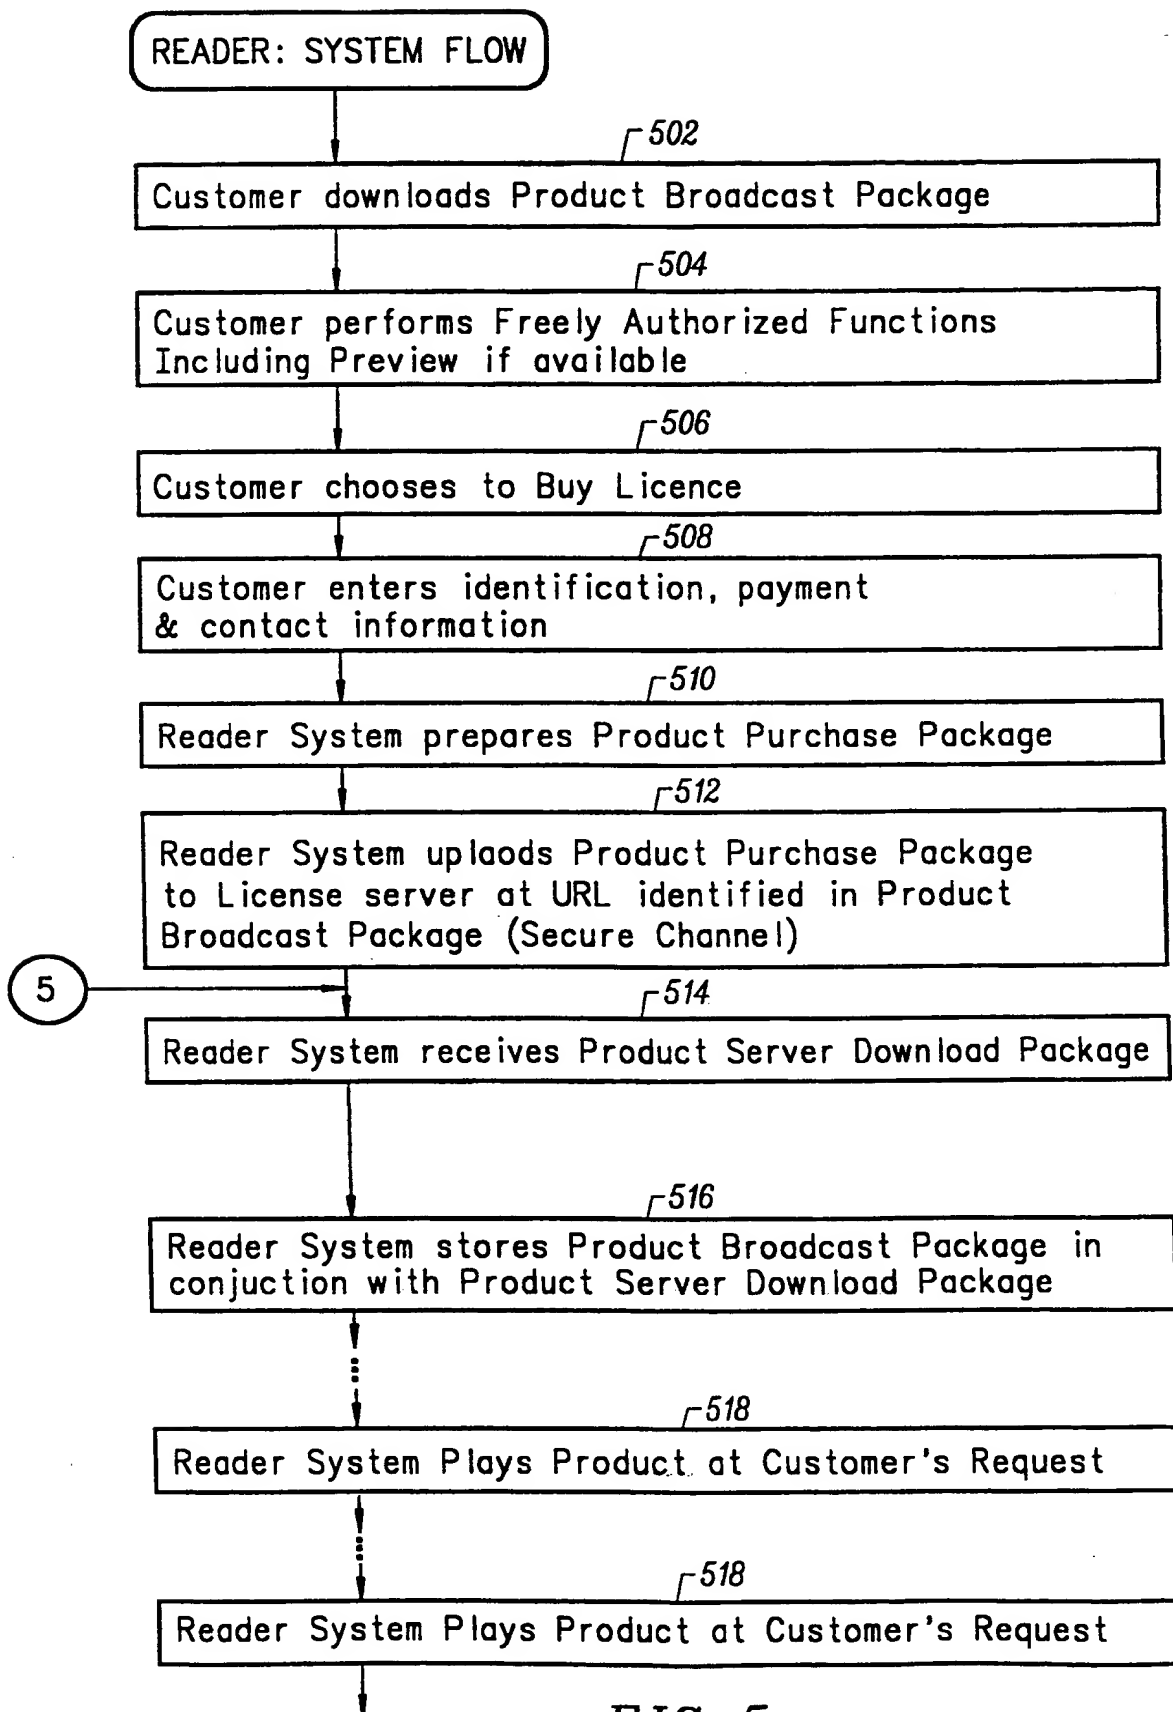 READER: SYSTEM FLOW
502
Customer downloads Product Broadcast Package
504
Customer performs Freely Authorized Functions
Including Preview if available
506
Customer chooses to Buy Licence
508
Customer enters identification, payment
& contact information
510
Reader System prepares Product Purchase Package
512
Reader System uplaods Product Purchase Package
to License server at URL identified in Product
Broadcast Package (Secure Channel)
5
514
Reader System receives Product Server Download Package
516
Reader System stores Product Broadcast Package in
conjuction with Product Server Download Package
518
Reader System Plays Product at Customer's Request
518
Reader System Plays Product at Customer's Request